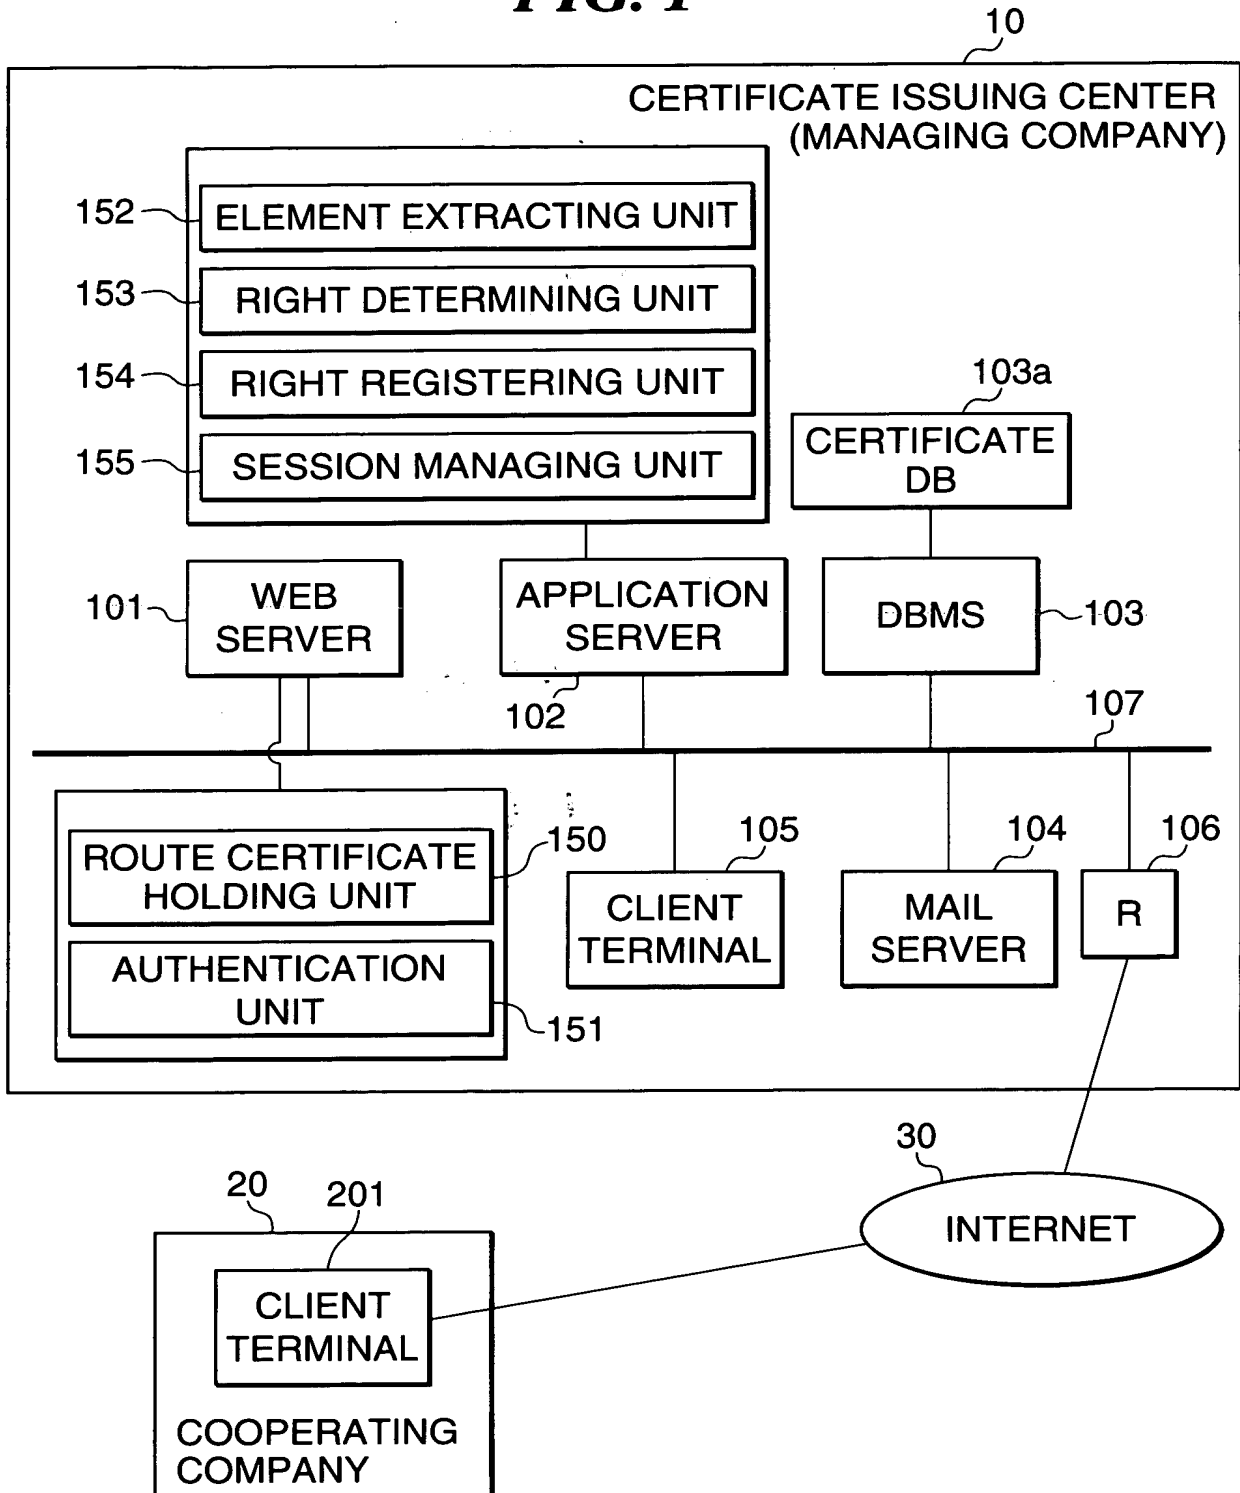 FIG. 1
10
CERTIFICATE ISSUING CENTER
(MANAGING COMPANY)
152
ELEMENT EXTRACTING UNIT
153
RIGHT DETERMINING UNIT
154
RIGHT REGISTERING UNIT
155
SESSION MANAGING UNIT
103a
CERTIFICATE
DB
101
WEB
SERVER
APPLICATION
SERVER
102
DBMS
103
107
ROUTE CERTIFICATE
HOLDING UNIT
150
AUTHENTICATION
UNIT
151
105
CLIENT
TERMINAL
104
MAIL
SERVER
106
R
30
INTERNET
20
201
CLIENT
TERMINAL
COOPERATING
COMPANY